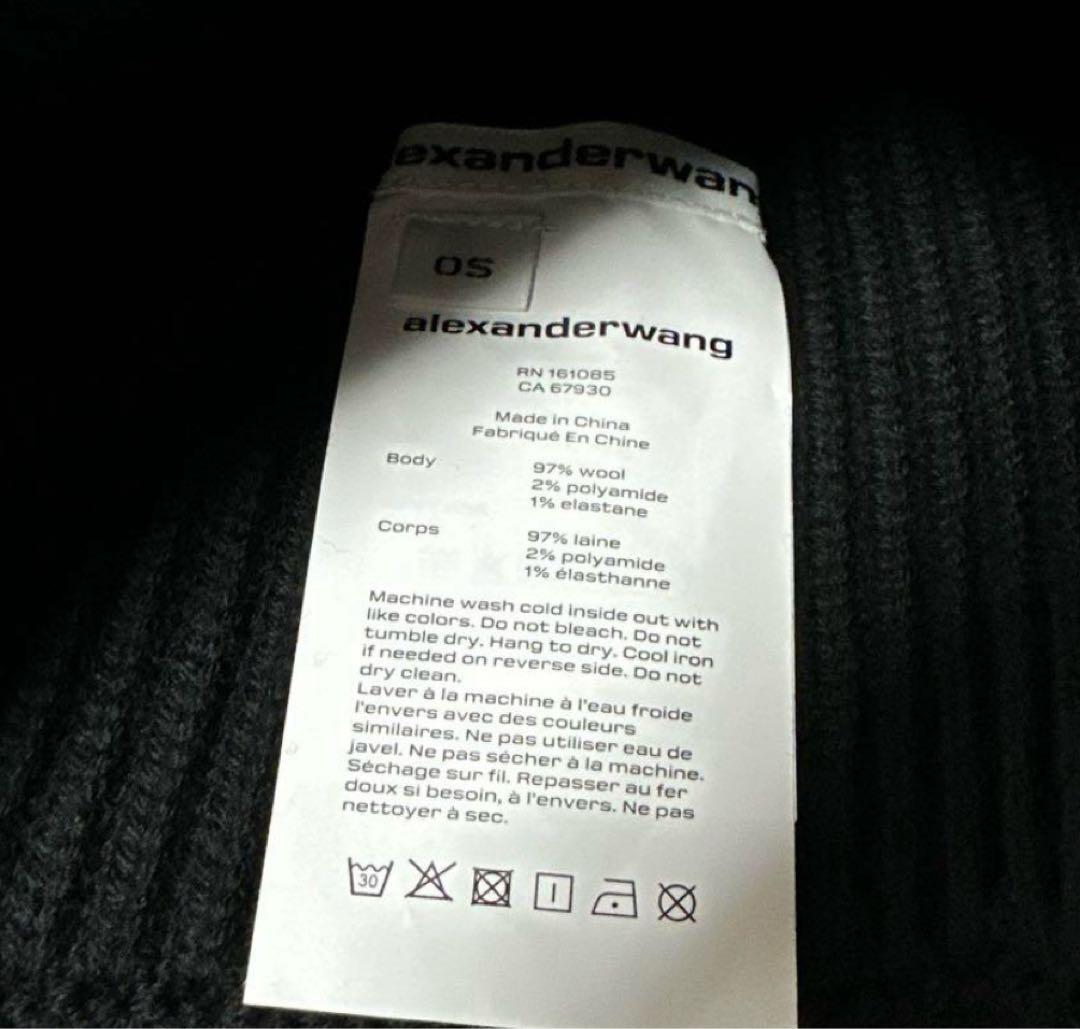 exanderwan
OS
alexanderwang
RN 161085
CA 67930
Made in China
Fabriqué En Chine
Body 97% wool
2% polyamide
1% elastane
Corps 97% laine
2% polyamide
1% élasthanne
Machine wash cold inside out with
like colors. Do not bleach. Do not
tumble dry. Hang to dry. Cool iron
if needed on reverse side. Do not
dry clean.
Laver à la machine à l'eau froide
l'envers avec des couleurs
similaires. Ne pas utiliser eau de
javel. Ne pas sécher à la machine.
Séchage sur fil. Repasser au fer
doux si besoin, à l'envers. Ne pas
nettoyer à sec.
30